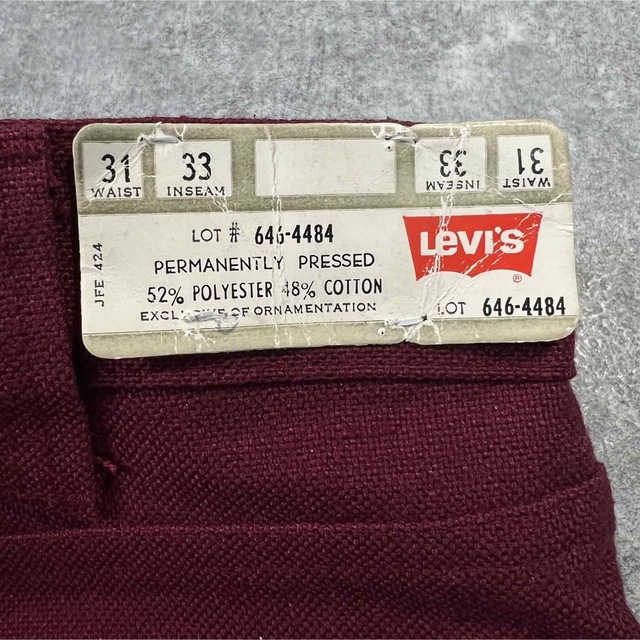 31 33 33 31
WAIST INSEAM INSEAM WAIST
JFE 424
LOT # 646-4484
PERMANENTLY PRESSED
52% POLYESTER 48% COTTON
EXCLUSIVE OF ORNAMENTATION
Levi's
®
LOT 646-4484